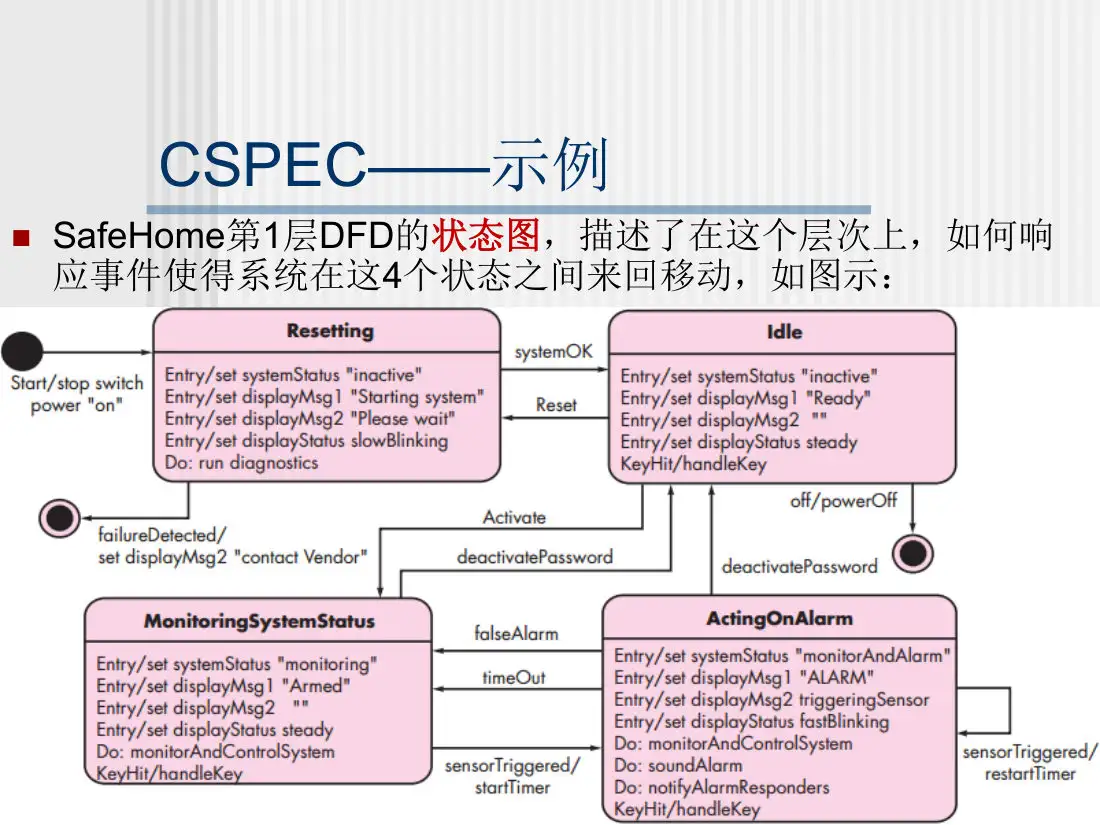 CSPEC——示例
SafeHome第1层DFD的状态图，描述了在这个层次上，如何响
应事件使得系统在这4个状态之间来回移动，如图示：
Start/stop switch
power "on"
Resetting
Entry/set systemStatus "inactive"
Entry/set displayMsg1 "Starting system"
Entry/set displayMsg2 "Please wait"
Entry/set displayStatus slowBlinking
Do: run diagnostics
systemOK
Reset
Idle
Entry/set systemStatus "inactive"
Entry/set displayMsg1 "Ready"
Entry/set displayMsg2 ""
Entry/set displayStatus steady
KeyHit/handleKey
failureDetected/
set displayMsg2 "contact Vendor"
Activate
deactivatePassword
off/powerOff
deactivatePassword
MonitoringSystemStatus
Entry/set systemStatus "monitoring"
Entry/set displayMsg1 "Armed"
Entry/set displayMsg2 ""
Entry/set displayStatus steady
Do: monitorAndControlSystem
KeyHit/handleKey
falseAlarm
timeOut
sensorTriggered/
startTimer
ActingOnAlarm
Entry/set systemStatus "monitorAndAlarm"
Entry/set displayMsg1 "ALARM"
Entry/set displayMsg2 triggeringSensor
Entry/set displayStatus fastBlinking
Do: monitorAndControlSystem
Do: soundAlarm
Do: notifyAlarmResponders
KeyHit/handleKey
sensorTriggered/
restartTimer